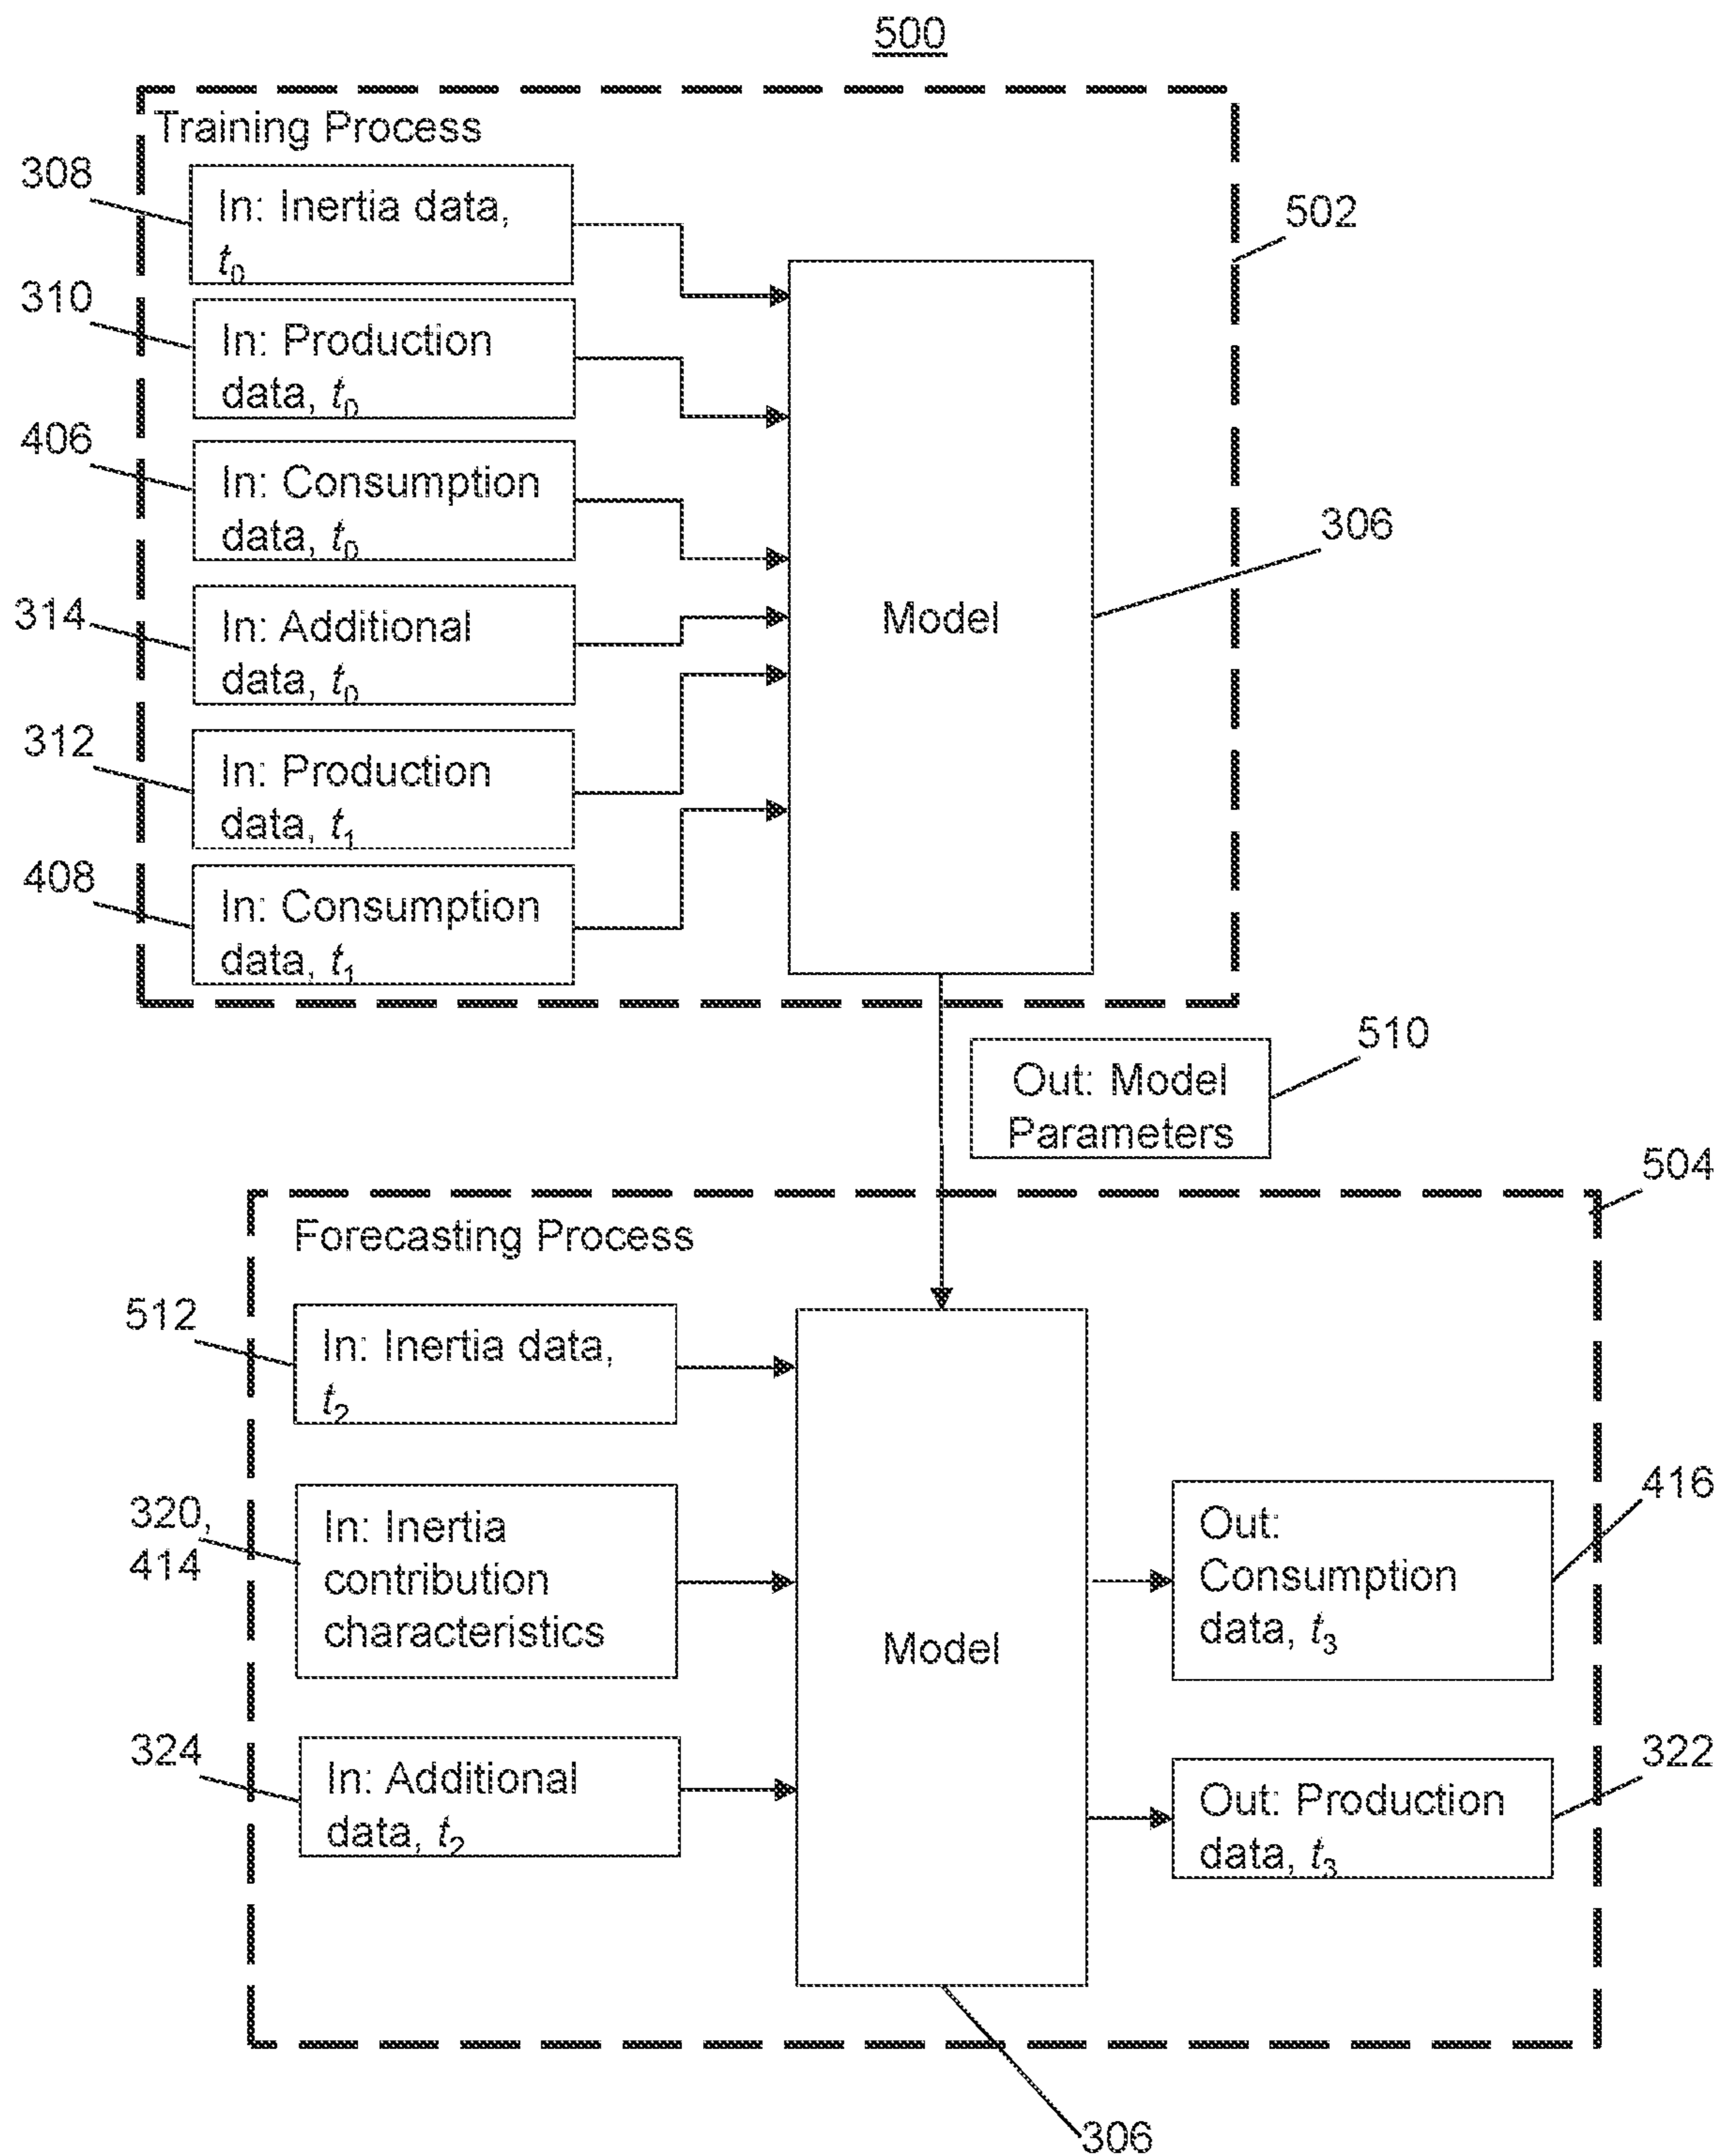 500
Training Process
308
In: Inertia data,
t0
502
310
In: Production
data, t0
406
In: Consumption
data, t0
306
314
In: Additional
data, t0
Model
312
In: Production
data, t1
408
In: Consumption
data, t1
510
Out: Model
Parameters
504
Forecasting Process
512
In: Inertia data,
t2
320,
414
In: Inertia
contribution
characteristics
416
Out:
Consumption
data, t3
Model
324
In: Additional
data, t2
322
Out: Production
data, t3
306